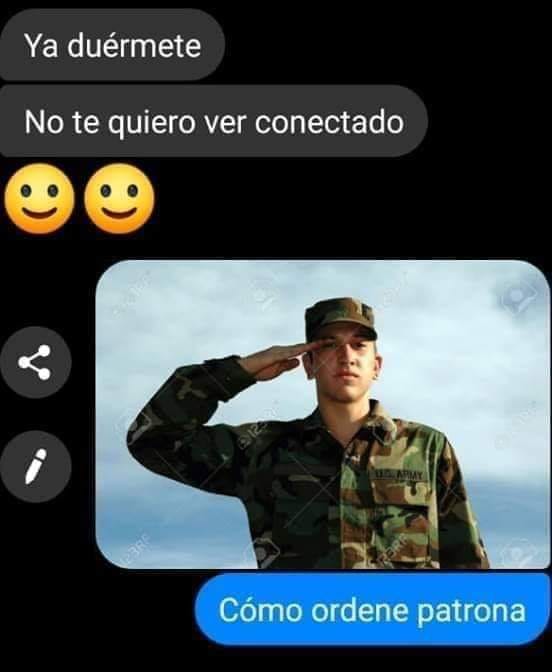 Ya duérmete
No te quiero ver conectado
U.S. ARMY
Cómo ordene patrona